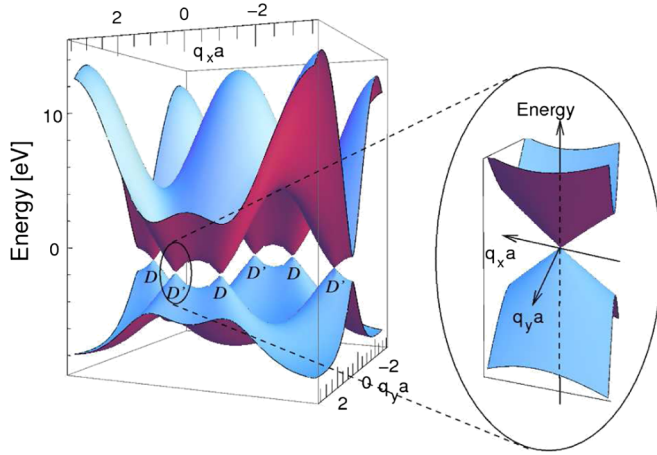 2 0 −2
qxa
Energy [eV]
10
0
D D' D D' D D'
−2
0
2
qya
Energy
qxa
qya